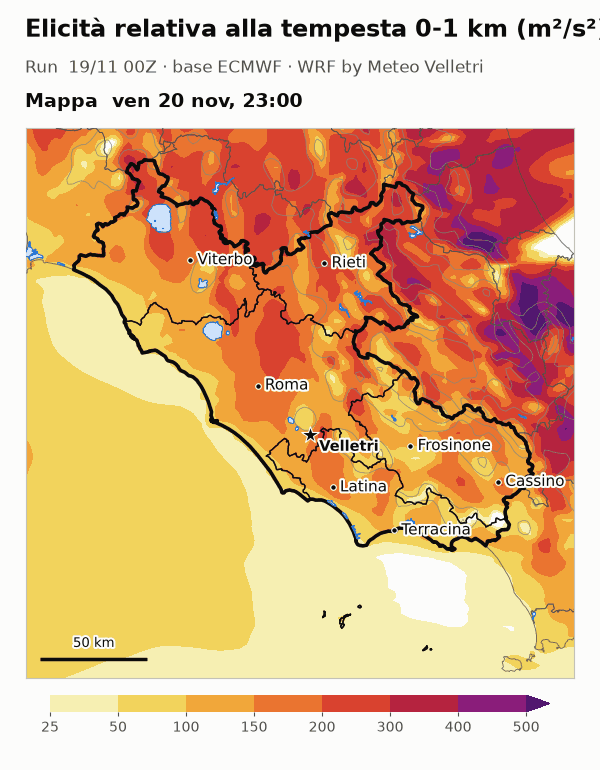 Elicità relativa alla tempesta 0-1 km (m²/s²)
Run  19/11 00Z · base ECMWF · WRF by Meteo Velletri
Mappa  ven 20 nov, 23:00
Viterbo
Rieti
Roma
Velletri
Frosinone
Cassino
Latina
Terracina
50 km
25 50 100 150 200 300 400 500